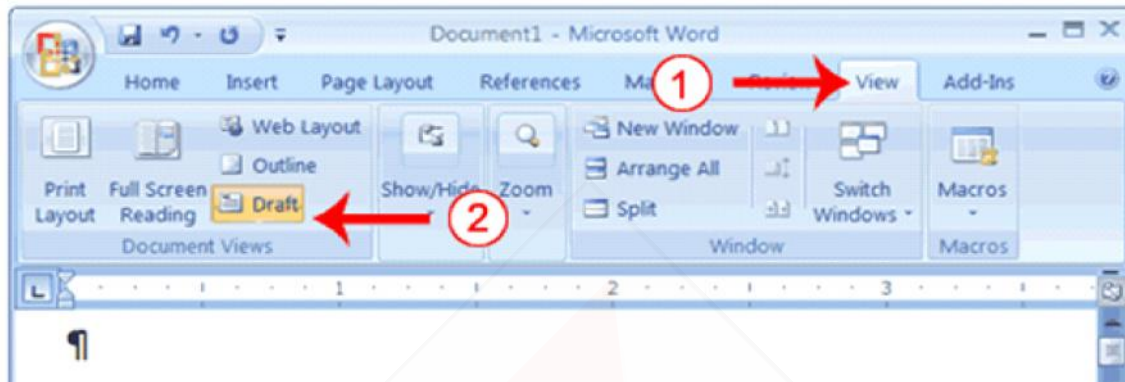 Document1 - Microsoft Word
Home Insert Page Layout References Ma 1 Review View Add-Ins
Print Layout
Full Screen Reading
Web Layout
Outline
Draft
2
Document Views
Show/Hide
Zoom
New Window
Arrange All
Split
Switch Windows
Window
Macros
Macros
L 1 2 3
¶